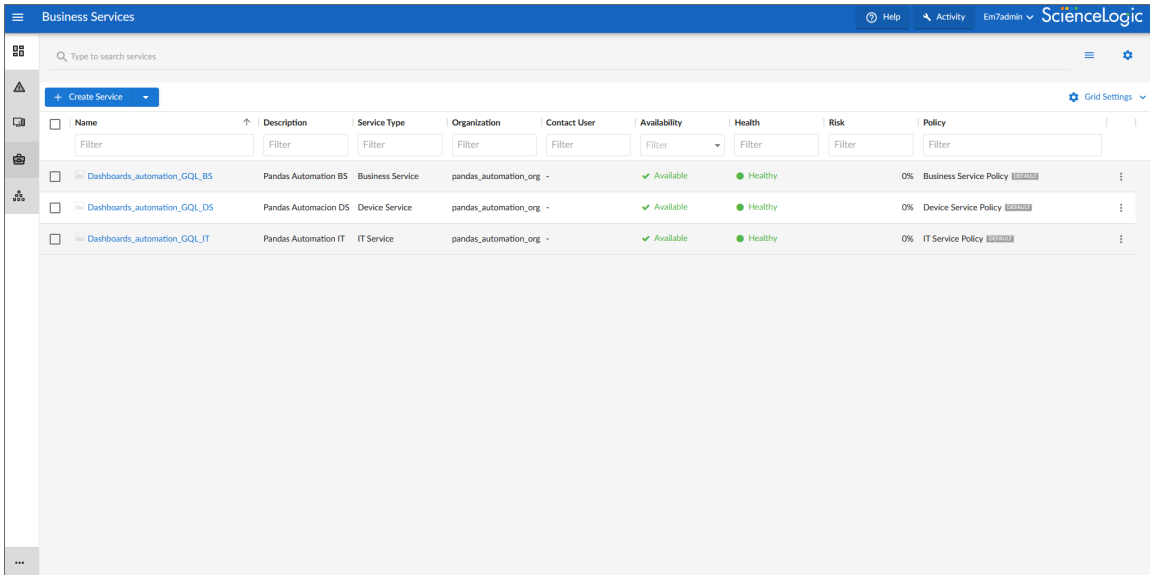 Business Services
Help
Activity
Em7admin
ScienceLogic
Type to search services
+ Create Service
Grid Settings
Name Description Service Type Organization Contact User Availability Health Risk Policy
Filter Filter Filter Filter Filter Filter Filter Filter Filter
Dashboards_automation_GQL_BS Pandas Automation BS Business Service pandas_automation_org - Available Healthy 0% Business Service Policy DEFAULT
Dashboards_automation_GQL_DS Pandas Automacion DS Device Service pandas_automation_org - Available Healthy 0% Device Service Policy DEFAULT
Dashboards_automation_GQL_IT Pandas Automation IT IT Service pandas_automation_org - Available Healthy 0% IT Service Policy DEFAULT